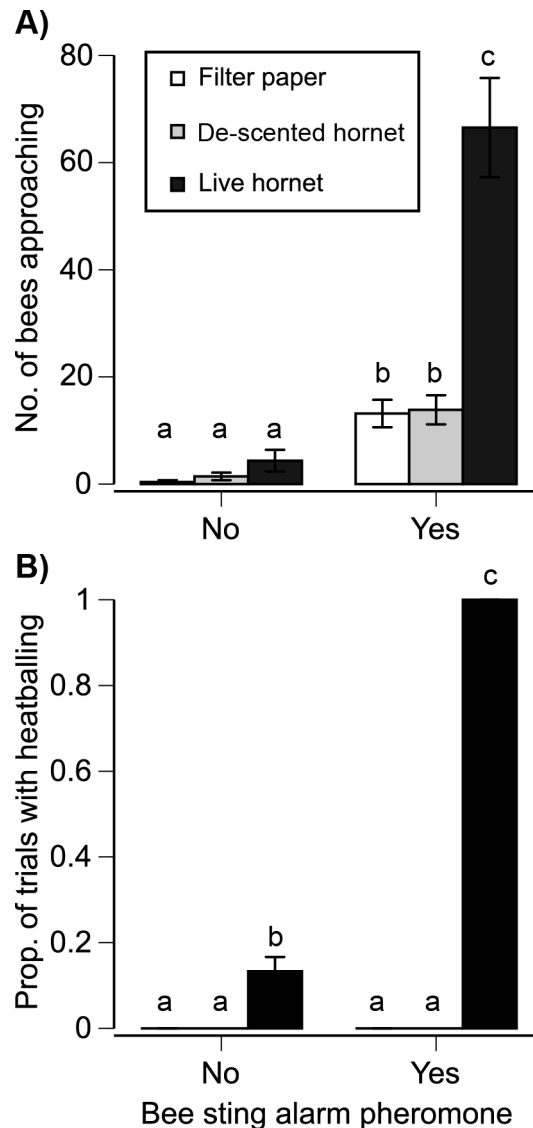 A)
80
60
40
20
0
No. of bees approaching
Filter paper
De-scented hornet
Live hornet
a a a b b c
No Yes
B)
1
0.8
0.6
0.4
0.2
0
Prop. of trials with heatballing
a a b a a c
No Yes
Bee sting alarm pheromone